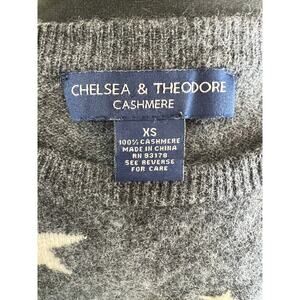 CHELSEA & THEODORE
CASHMERE
XS
100% CASHMERE
MADE IN CHINA
RN 93178
SEE REVERSE
FOR CARE